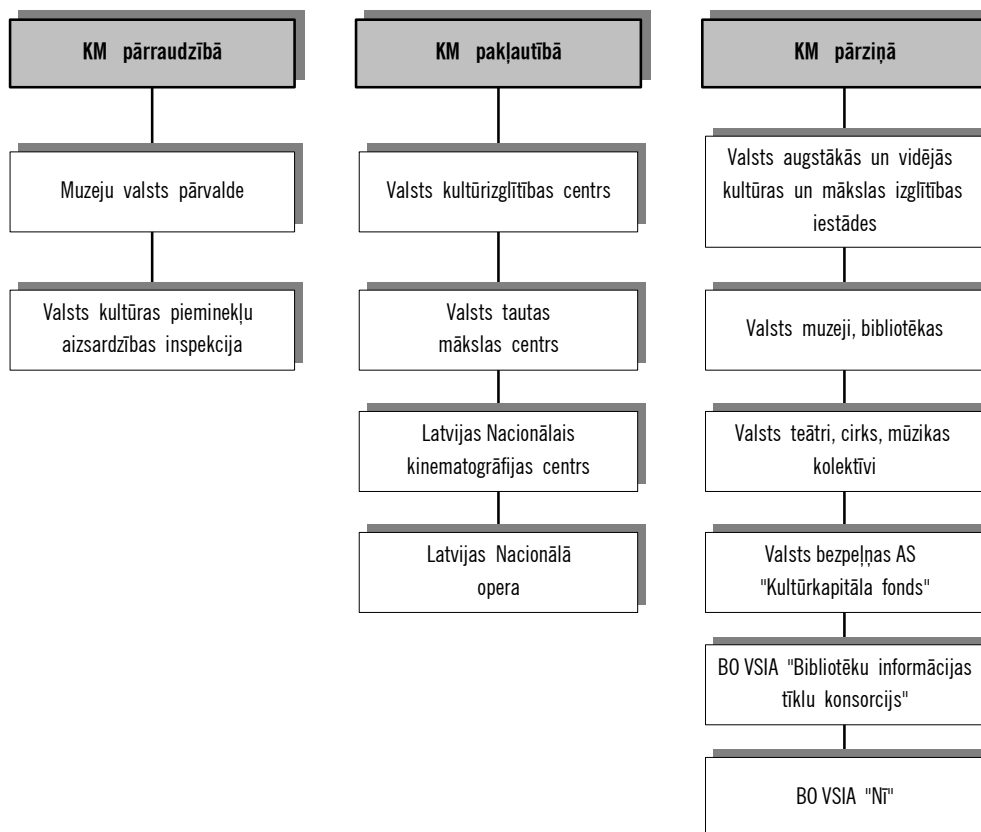 KM pārraudzībā
Muzeju valsts pārvalde
Valsts kultūras pieminekļu
aizsardzības inspekcija
KM pakļautībā
Valsts kultūrizglītības centrs
Valsts tautas
mākslas centrs
Latvijas Nacionālais
kinematogrāfijas centrs
Latvijas Nacionālā
opera
KM pārziņā
Valsts augstākās un vidējās
kultūras un mākslas izglītības
iestādes
Valsts muzeji, bibliotēkas
Valsts teātri, cirks, mūzikas
kolektīvi
Valsts bezpeļņas AS
"Kultūrkapitāla fonds"
BO VSIA "Bibliotēku informācijas
tīklu konsorcijs"
BO VSIA "Nī"